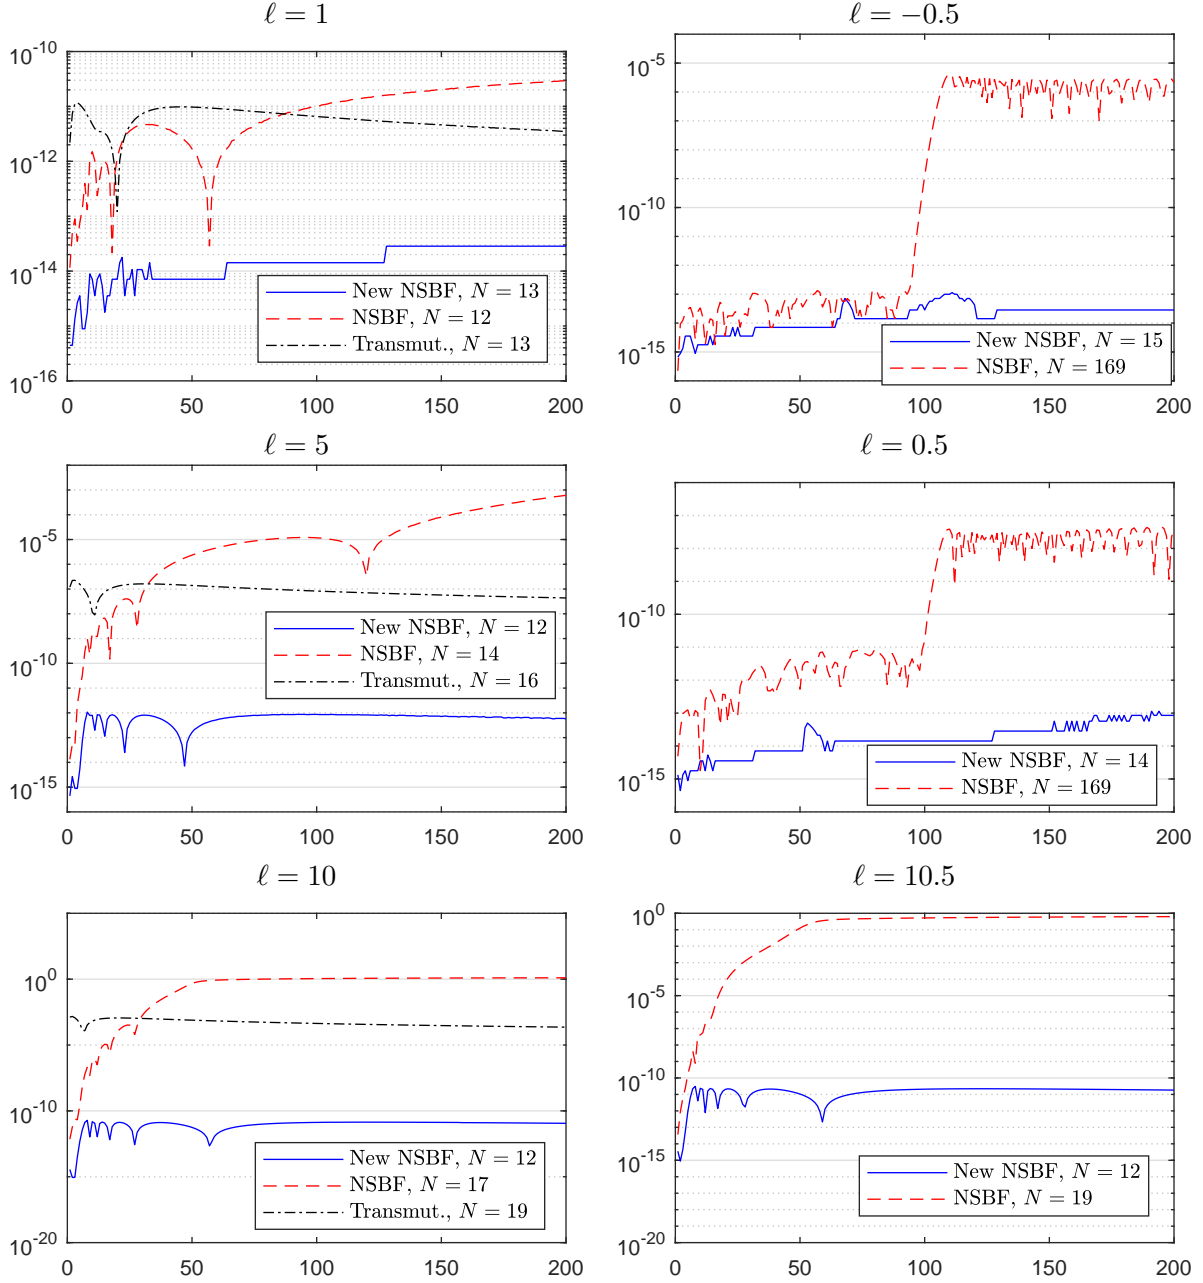 ℓ = 1
10^-10
10^-12
10^-14
10^-16
New NSBF, N = 13
NSBF, N = 12
Transmut., N = 13
0 50 100 150 200
ℓ = −0.5
10^-5
10^-10
10^-15
New NSBF, N = 15
NSBF, N = 169
0 50 100 150 200
ℓ = 5
10^-5
10^-10
10^-15
New NSBF, N = 12
NSBF, N = 14
Transmut., N = 16
0 50 100 150 200
ℓ = 0.5
10^-10
10^-15
New NSBF, N = 14
NSBF, N = 169
0 50 100 150 200
ℓ = 10
10^0
10^-10
10^-20
New NSBF, N = 12
NSBF, N = 17
Transmut., N = 19
0 50 100 150 200
ℓ = 10.5
10^0
10^-5
10^-10
10^-15
10^-20
New NSBF, N = 12
NSBF, N = 19
0 50 100 150 200